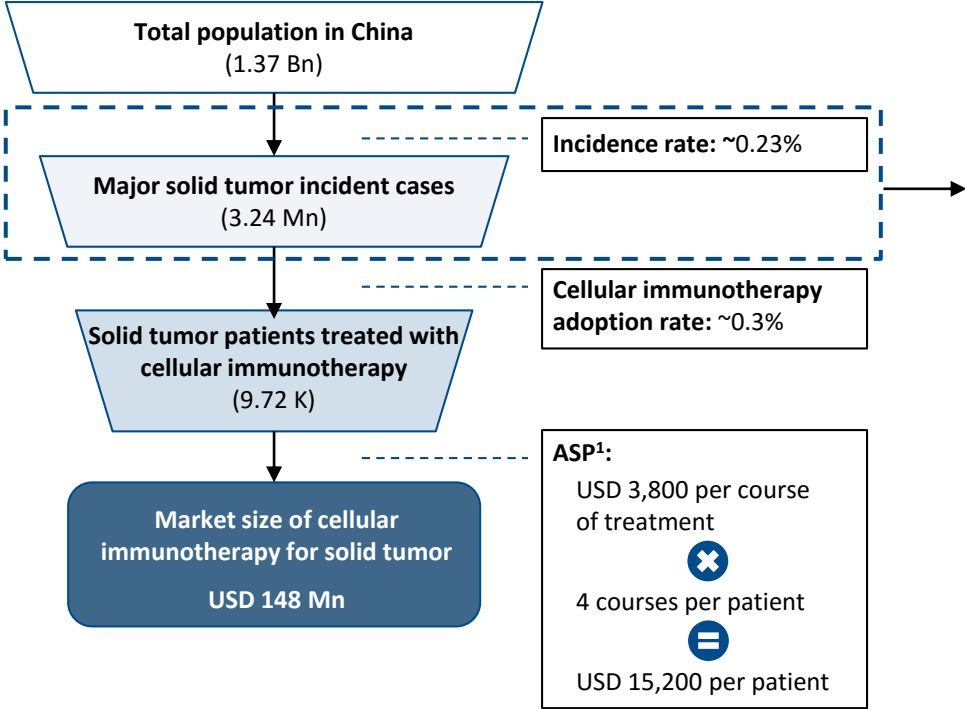 Total population in China
(1.37 Bn)
Incidence rate: ~0.23%
Major solid tumor incident cases
(3.24 Mn)
Cellular immunotherapy
adoption rate: ~0.3%
Solid tumor patients treated with
cellular immunotherapy
(9.72 K)
ASP¹:
USD 3,800 per course
of treatment
×
4 courses per patient
=
USD 15,200 per patient
Market size of cellular
immunotherapy for solid tumor
USD 148 Mn